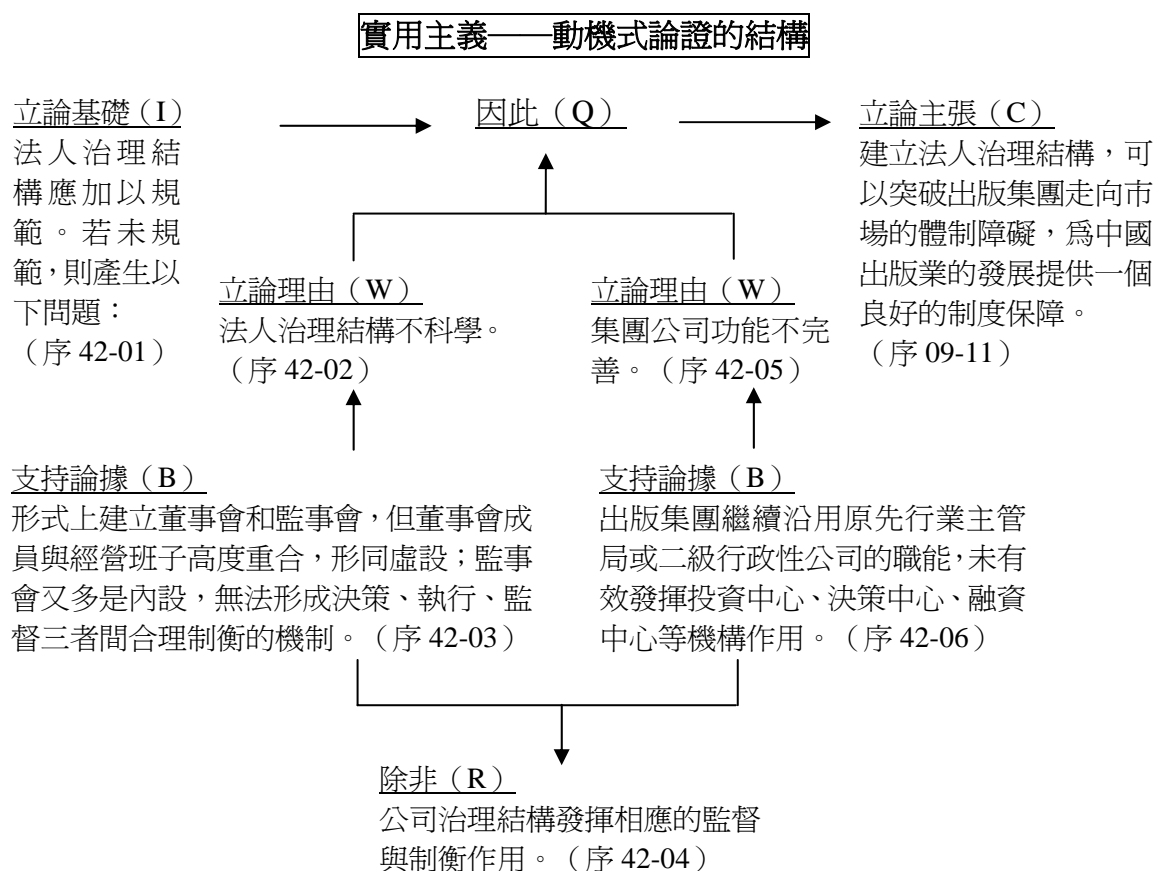 實用主義——動機式論證的結構
立論基礎（I）
法人治理結
構應加以規
範。若未規
範，則產生以
下問題：
（序 42-01）
因此（Q）
立論主張（C）
建立法人治理結構，可
以突破出版集團走向市
場的體制障礙，為中國
出版業的發展提供一個
良好的制度保障。
（序 09-11）
立論理由（W）
法人治理結構不科學。
（序 42-02）
立論理由（W）
集團公司功能不完
善。（序 42-05）
支持論據（B）
形式上建立董事會和監事會，但董事會成
員與經營班子高度重合，形同虛設；監事
會又多是內設，無法形成決策、執行、監
督三者間合理制衡的機制。（序 42-03）
支持論據（B）
出版集團繼續沿用原先行業主管
局或二級行政性公司的職能，未有
效發揮投資中心、決策中心、融資
中心等機構作用。（序 42-06）
除非（R）
公司治理結構發揮相應的監督
與制衡作用。（序 42-04）